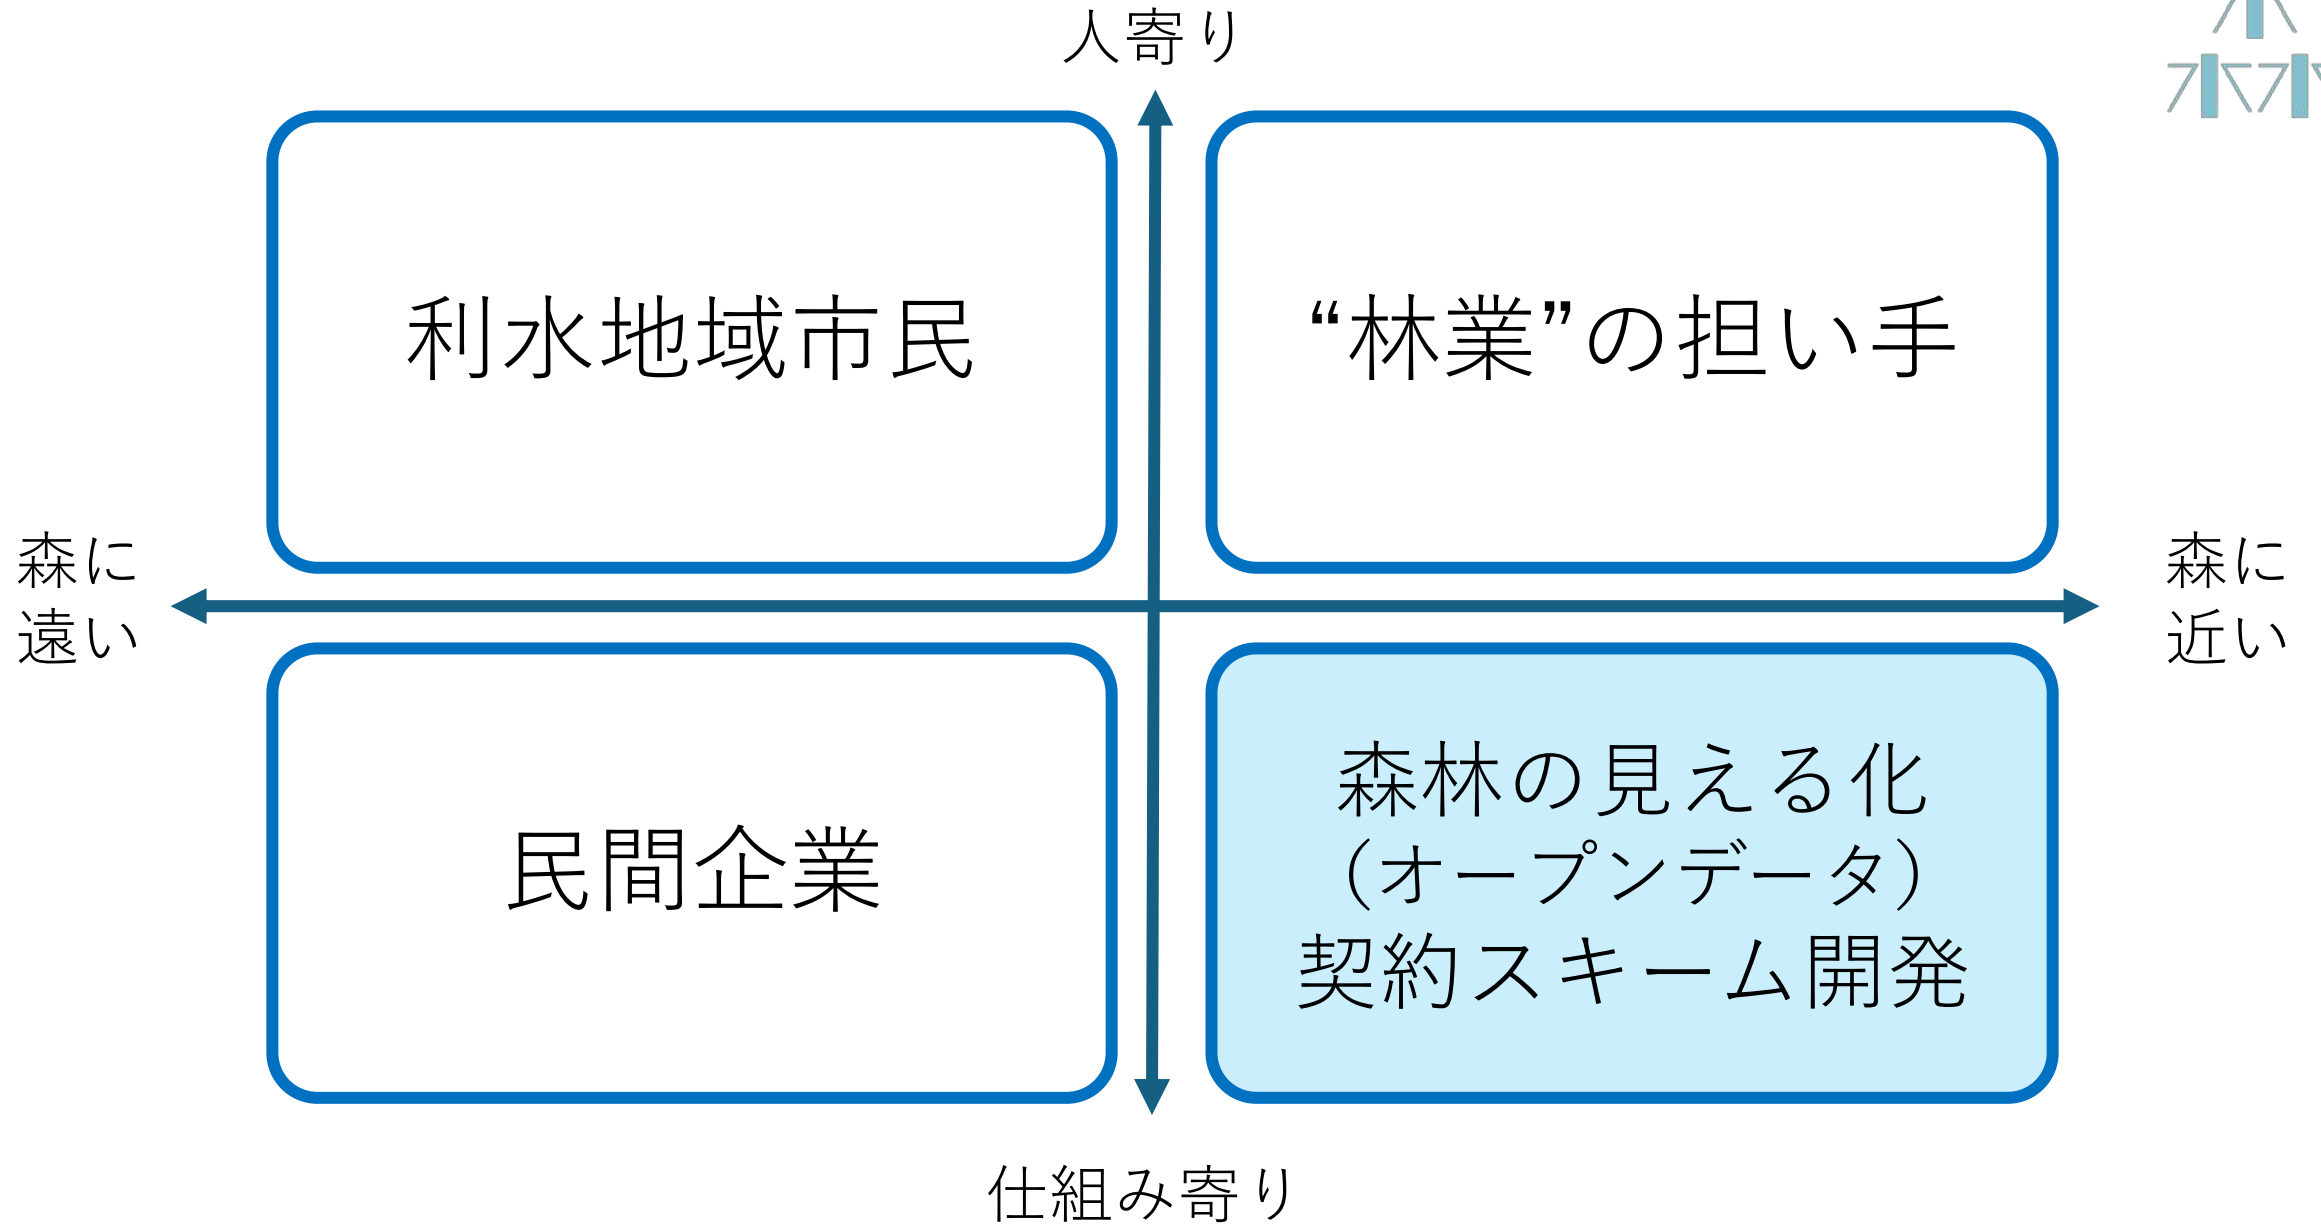 人寄り
利水地域市民
“林業”の担い手
森に
遠い
森に
近い
民間企業
森林の見える化
（オープンデータ）
契約スキーム開発
仕組み寄り